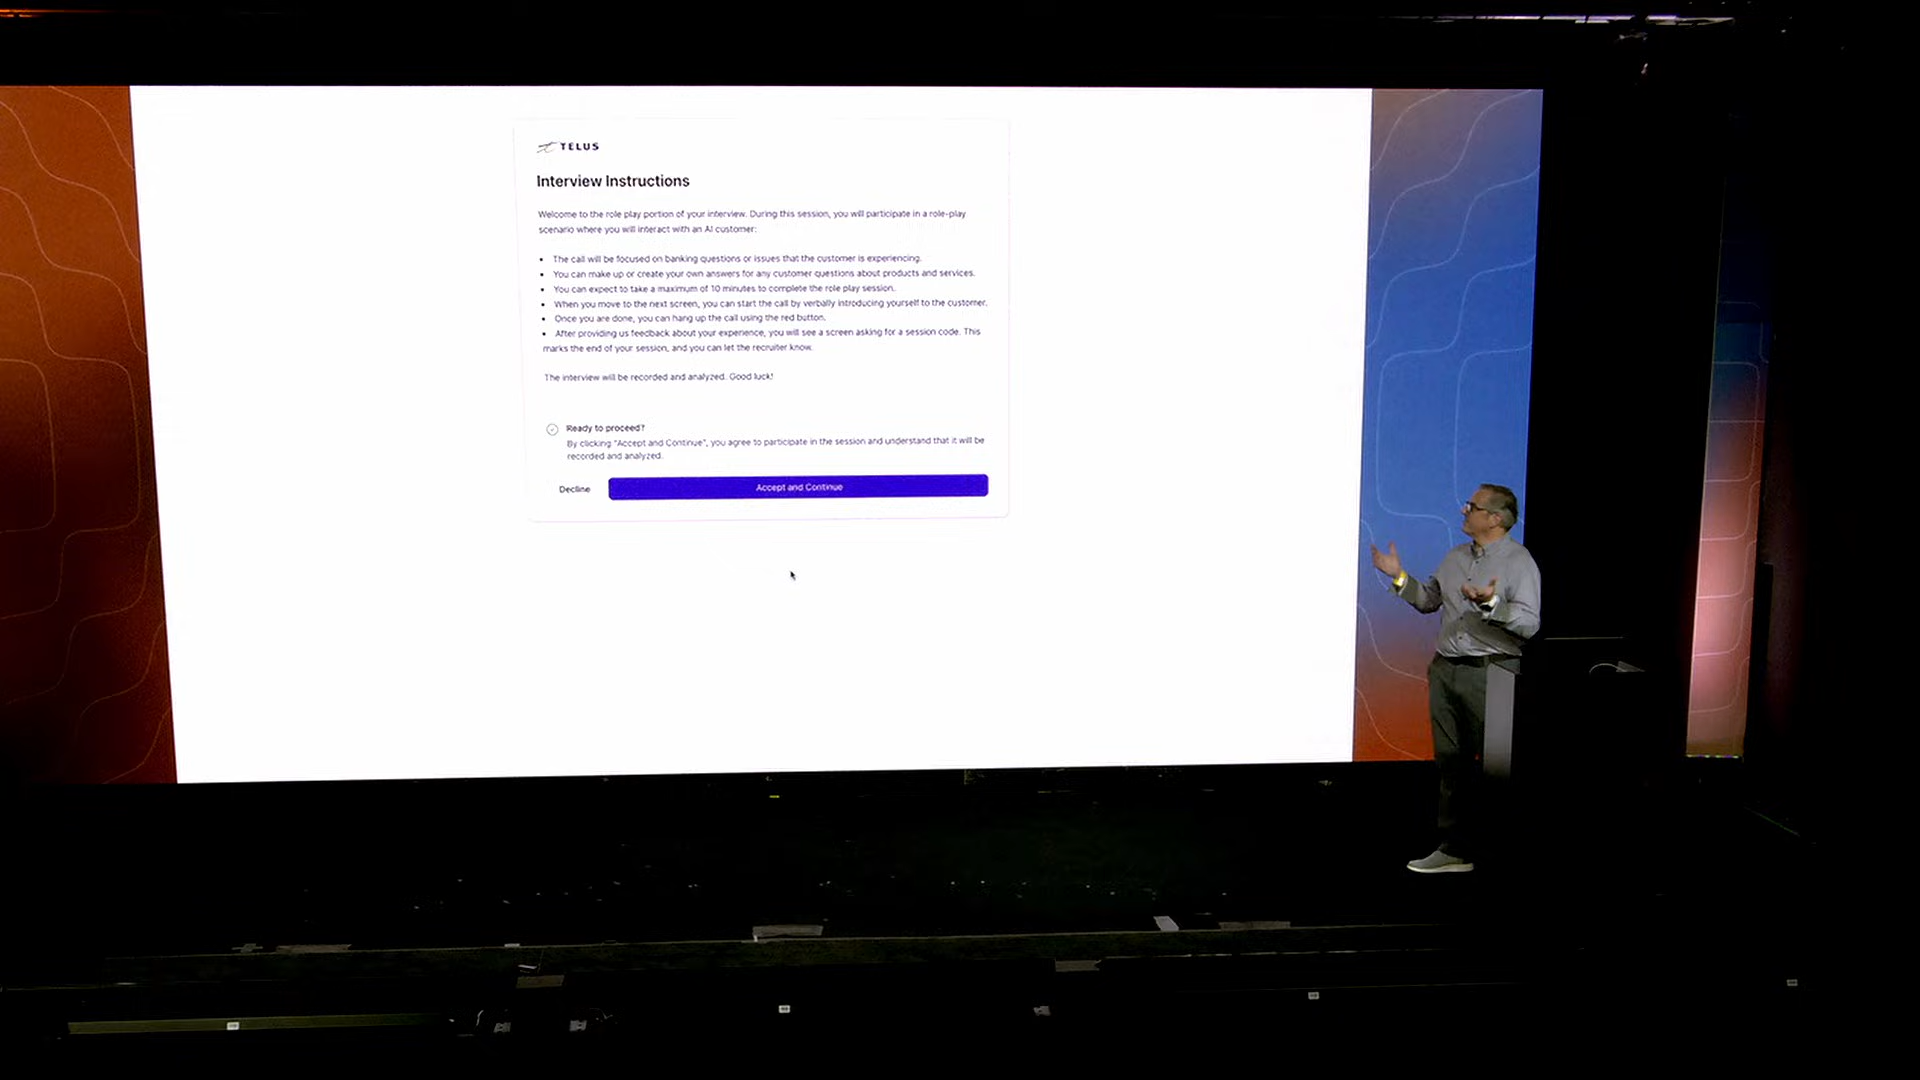 TELUS
Interview Instructions
Welcome to the role play portion of your interview. During this session, you will participate in a role-play
scenario where you will interact with an AI customer:
• The call will be focused on banking questions or issues that the customer is experiencing.
• You can make up or create your own answers for any customer questions about products and services.
• You can expect to take a maximum of 10 minutes to complete the role play session.
• When you move to the next screen, you can start the call by verbally introducing yourself to the customer.
• Once you are done, you can hang up the call using the red button.
• After providing us feedback about your experience, you will see a screen asking for a session code. This
marks the end of your session, and you can let the recruiter know.
The interview will be recorded and analyzed. Good luck!
Ready to proceed?
By clicking "Accept and Continue", you agree to participate in the session and understand that it will be
recorded and analyzed.
Decline
Accept and Continue